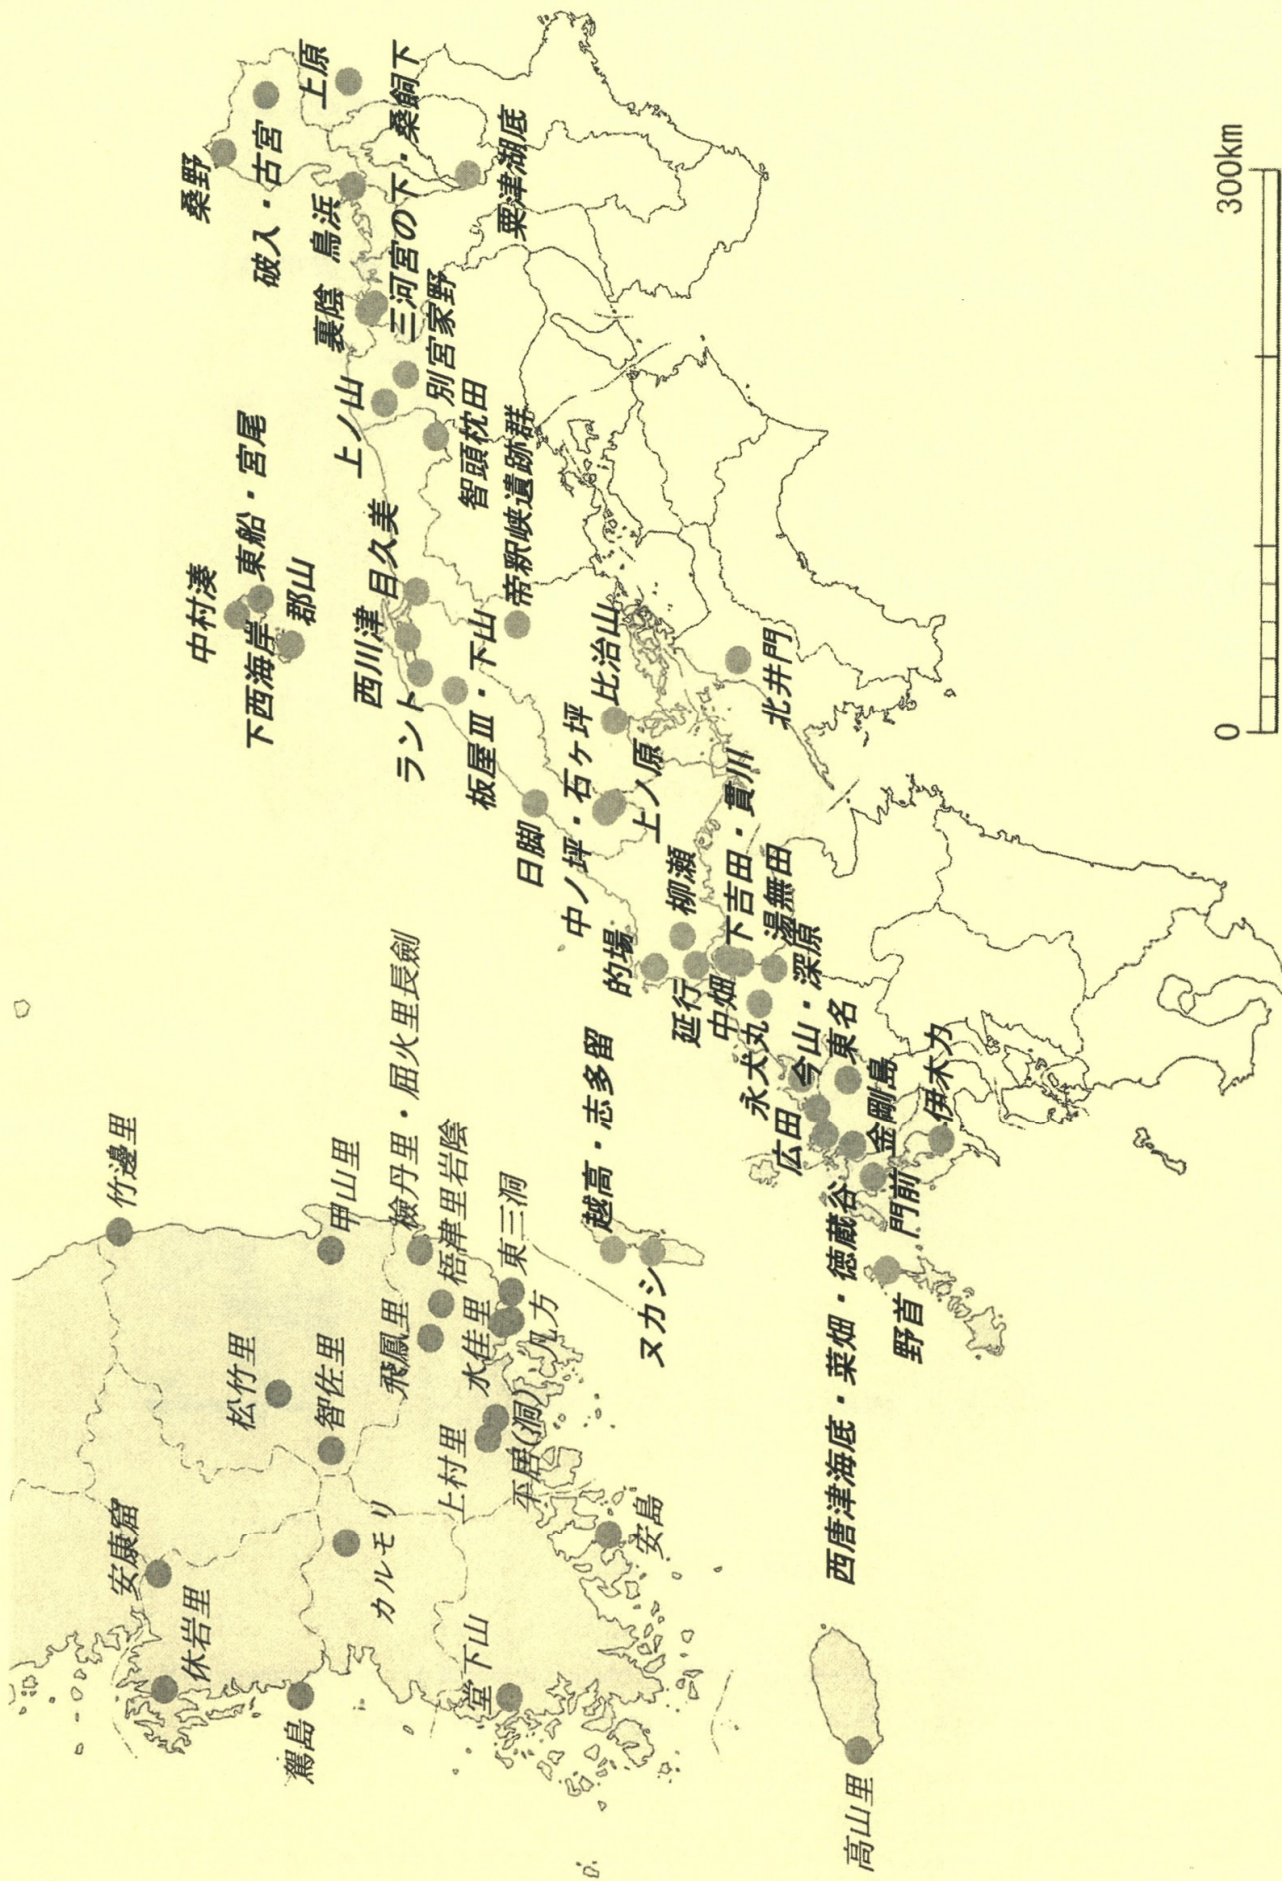 竹邊里
安康窟
休岩里
甲山里
松竹里
智佐里
檢丹里・屈火里長劍
梧津里岩陰
飛鳳里
カルモリ
鴐島
水佳里
東三洞
凡方
上村里
平居(洞)
堂下山
安島
高山里
越高・志多留
ヌカシ
桑野
破入・古宮
上原
鳥浜
裏陰
三河宮の下・桑飼下
粟津湖底
上ノ山
別宮家野
智頭枕田
中村湊
東船・宮尾
下西海岸
郡山
目久美
西川津
帝釈峡遺跡群
ラント
板屋Ⅲ・下山
比治山
日脚
中ノ坪・石ヶ坪
上ノ原
北井門
柳瀬
的場
延行
下吉田・貫川
中畑
湯無田
永犬丸
今山・深原
広田
東名
金剛島
伊木力
西唐津海底・菜畑・徳蔵谷
門前
野首
0
300km